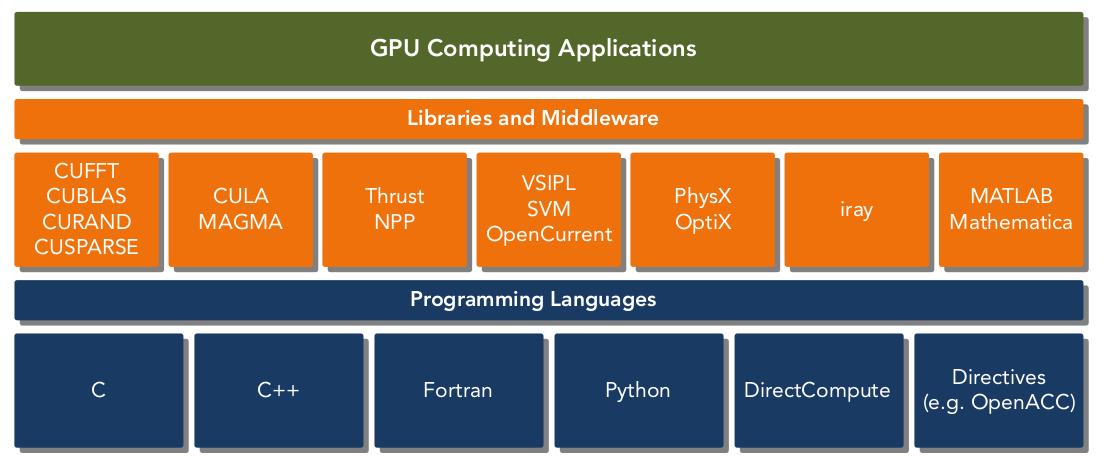 GPU Computing Applications
Libraries and Middleware
CUFFT
CUBLAS
CURAND
CUSPARSE
CULA
MAGMA
Thrust
NPP
VSIPL
SVM
OpenCurrent
PhysX
OptiX
iray
MATLAB
Mathematica
Programming Languages
C
C++
Fortran
Python
DirectCompute
Directives
(e.g. OpenACC)